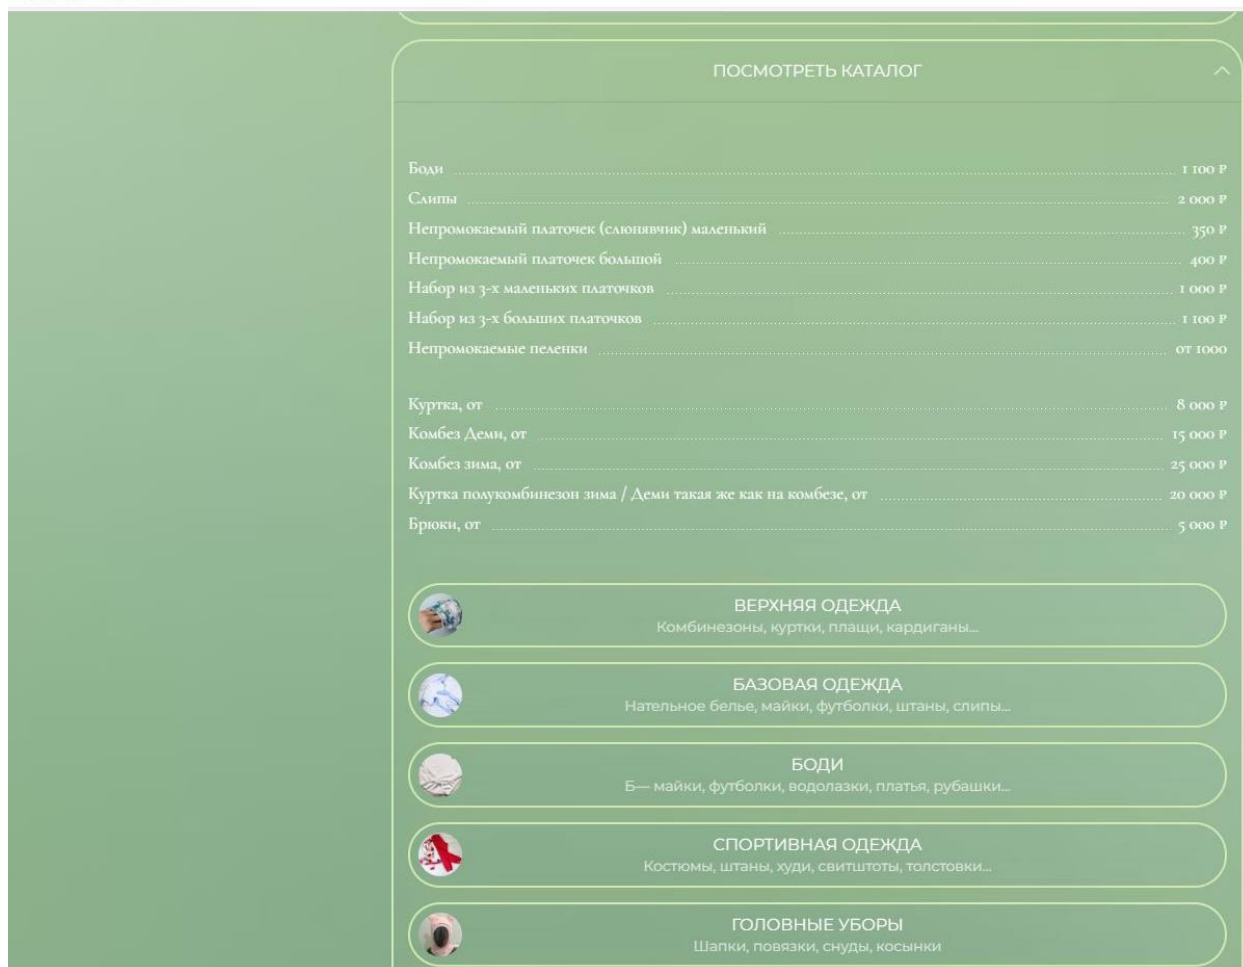 ПОСМОТРЕТЬ КАТАЛОГ
Боди 1 100 ₽
Слипы 2 000 ₽
Непромокаемый платочек (слюнявчик) маленький 350 ₽
Непромокаемый платочек большой 400 ₽
Набор из 3-х маленьких платочков 1 000 ₽
Набор из 3-х больших платочков 1 100 ₽
Непромокаемые пеленки от 1000
Куртка, от 8 000 ₽
Комбез Деми, от 15 000 ₽
Комбез зима, от 25 000 ₽
Куртка полукомбинезон зима / Деми такая же как на комбезе, от 20 000 ₽
Брюки, от 5 000 ₽
ВЕРХНЯЯ ОДЕЖДА
Комбинезоны, куртки, плащи, кардиганы...
БАЗОВАЯ ОДЕЖДА
Нательное белье, майки, футболки, штаны, слипы...
БОДИ
Б— майки, футболки, водолазки, платья, рубашки...
СПОРТИВНАЯ ОДЕЖДА
Костюмы, штаны, худи, свитштоты, толстовки...
ГОЛОВНЫЕ УБОРЫ
Шапки, повязки, снуды, косынки